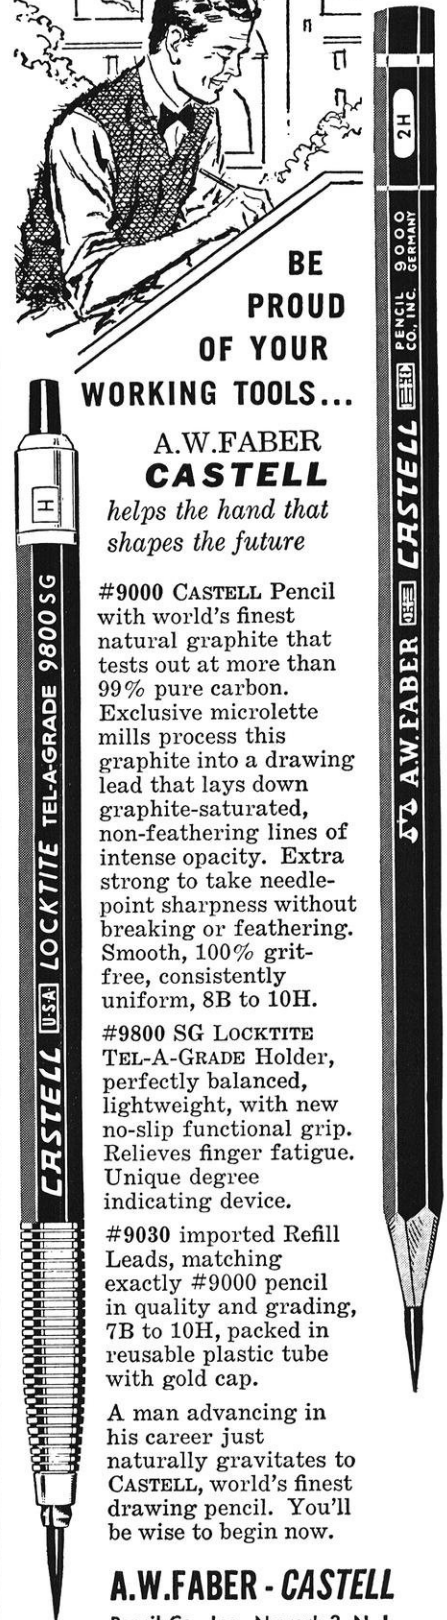 BE
PROUD
OF YOUR
WORKING TOOLS...
A.W.FABER
CASTELL
helps the hand that
shapes the future
#9000 CASTELL Pencil
with world's finest
natural graphite that
tests out at more than
99% pure carbon.
Exclusive microlette
mills process this
graphite into a drawing
lead that lays down
graphite-saturated,
non-feathering lines of
intense opacity. Extra
strong to take needle-
point sharpness without
breaking or feathering.
Smooth, 100% grit-
free, consistently
uniform, 8B to 10H.
#9800 SG LOCKTITE
TEL-A-GRADE Holder,
perfectly balanced,
lightweight, with new
no-slip functional grip.
Relieves finger fatigue.
Unique degree
indicating device.
#9030 imported Refill
Leads, matching
exactly #9000 pencil
in quality and grading,
7B to 10H, packed in
reusable plastic tube
with gold cap.
A man advancing in
his career just
naturally gravitates to
CASTELL, world's finest
drawing pencil. You'll
be wise to begin now.
A.W.FABER - CASTELL
H
CASTELL U·S·A LOCKTITE TEL-A-GRADE 9800 SG
2H
A.W.FABER CASTELL PENCIL 9000
CO., INC. GERMANY